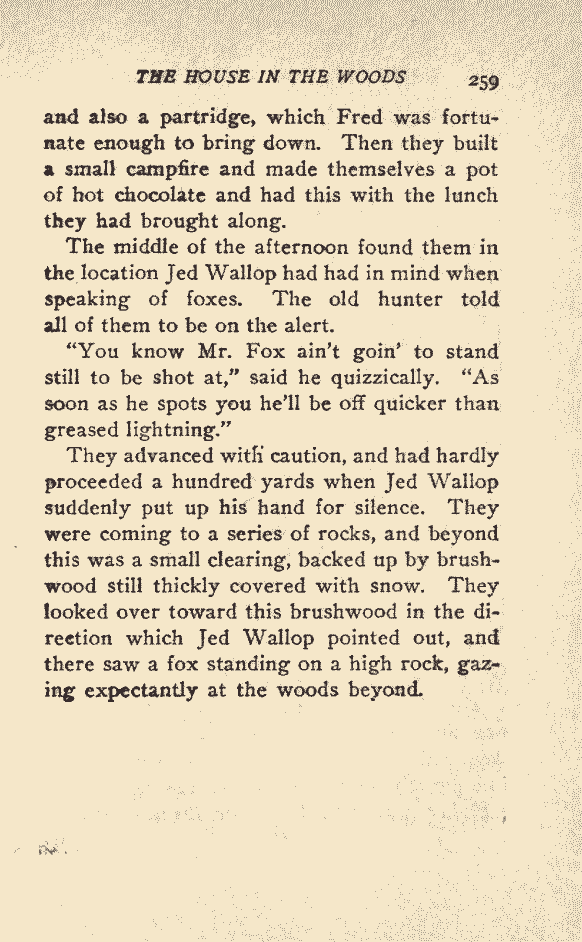 THE HOUSE IN THE WOODS 259
and also a partridge, which Fred was fortu-
nate enough to bring down. Then they built
a small campfire and made themselves a pot
of hot chocolate and had this with the lunch
they had brought along.
The middle of the afternoon found them in
the location Jed Wallop had had in mind when
speaking of foxes. The old hunter told
all of them to be on the alert.
“You know Mr. Fox ain’t goin’ to stand
still to be shot at,” said he quizzically. “As
soon as he spots you he’ll be off quicker than
greased lightning.”
They advanced with caution, and had hardly
proceeded a hundred yards when Jed Wallop
suddenly put up his hand for silence. They
were coming to a series of rocks, and beyond
this was a small clearing, backed up by brush-
wood still thickly covered with snow. They
looked over toward this brushwood in the di-
rection which Jed Wallop pointed out, and
there saw a fox standing on a high rock, gaz-
ing expectantly at the woods beyond.